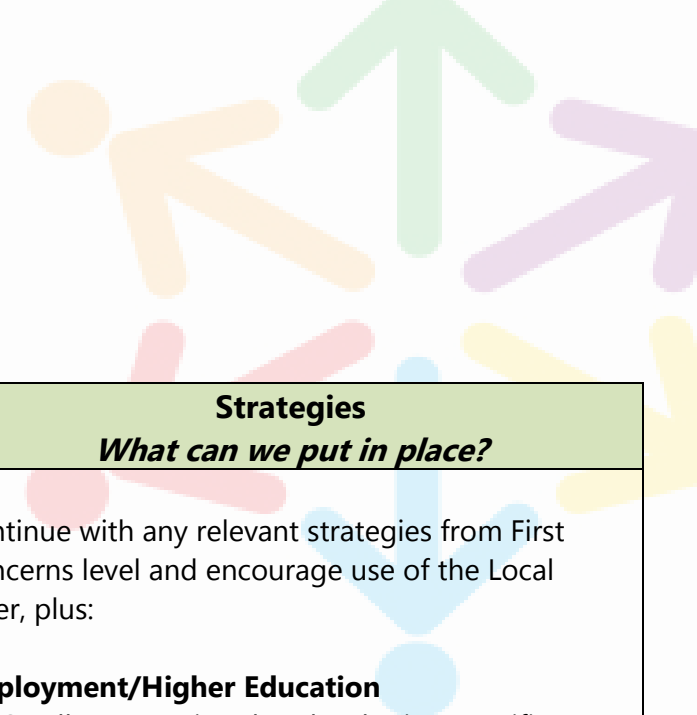 Strategies
What can we put in place?
ntinue with any relevant strategies from First
ncerns level and encourage use of the Local
er, plus:
ployment/Higher Education